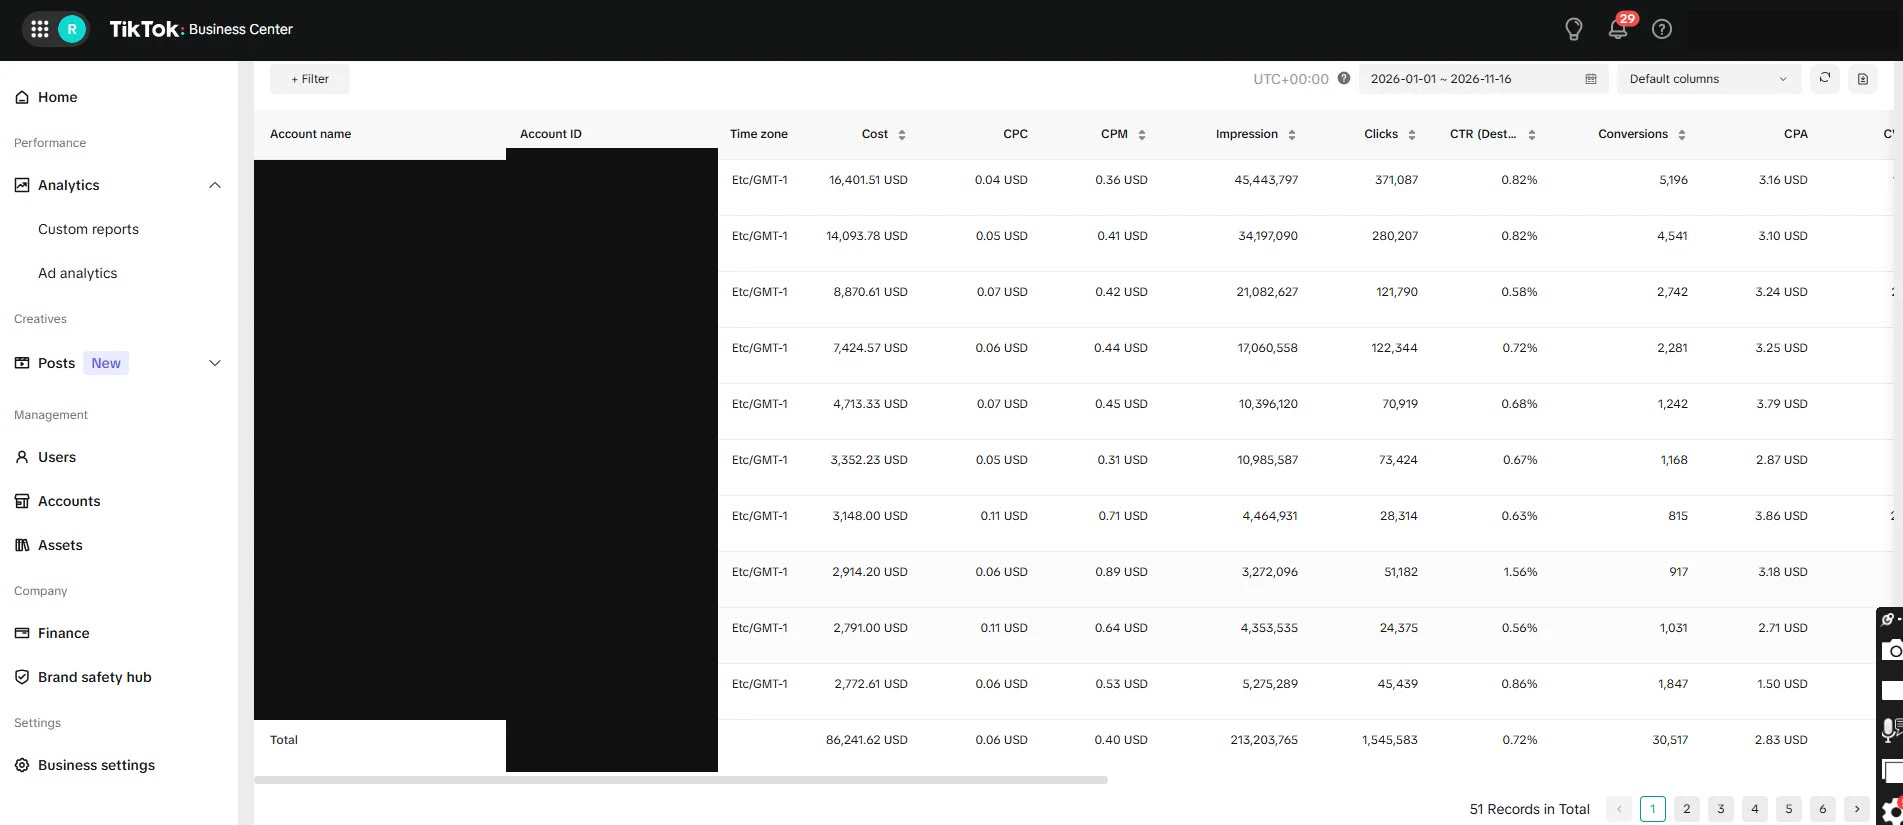 R TikTok: Business Center 29
+ Filter UTC+00:00 2026-01-01 ~ 2026-11-16 Default columns
Home
Performance
Analytics
Custom reports
Ad analytics
Creatives
Posts New
Management
Users
Accounts
Assets
Company
Finance
Brand safety hub
Settings
Business settings
Account name Account ID Time zone Cost CPC CPM Impression Clicks CTR (Dest... Conversions CPA
Etc/GMT-1 16,401.51 USD 0.04 USD 0.36 USD 45,443,797 371,087 0.82% 5,196 3.16 USD
Etc/GMT-1 14,093.78 USD 0.05 USD 0.41 USD 34,197,090 280,207 0.82% 4,541 3.10 USD
Etc/GMT-1 8,870.61 USD 0.07 USD 0.42 USD 21,082,627 121,790 0.58% 2,742 3.24 USD
Etc/GMT-1 7,424.57 USD 0.06 USD 0.44 USD 17,060,558 122,344 0.72% 2,281 3.25 USD
Etc/GMT-1 4,713.33 USD 0.07 USD 0.45 USD 10,396,120 70,919 0.68% 1,242 3.79 USD
Etc/GMT-1 3,352.23 USD 0.05 USD 0.31 USD 10,985,587 73,424 0.67% 1,168 2.87 USD
Etc/GMT-1 3,148.00 USD 0.11 USD 0.71 USD 4,464,931 28,314 0.63% 815 3.86 USD
Etc/GMT-1 2,914.20 USD 0.06 USD 0.89 USD 3,272,096 51,182 1.56% 917 3.18 USD
Etc/GMT-1 2,791.00 USD 0.11 USD 0.64 USD 4,353,535 24,375 0.56% 1,031 2.71 USD
Etc/GMT-1 2,772.61 USD 0.06 USD 0.53 USD 5,275,289 45,439 0.86% 1,847 1.50 USD
Total 86,241.62 USD 0.06 USD 0.40 USD 213,203,765 1,545,583 0.72% 30,517 2.83 USD
51 Records in Total 1 2 3 4 5 6